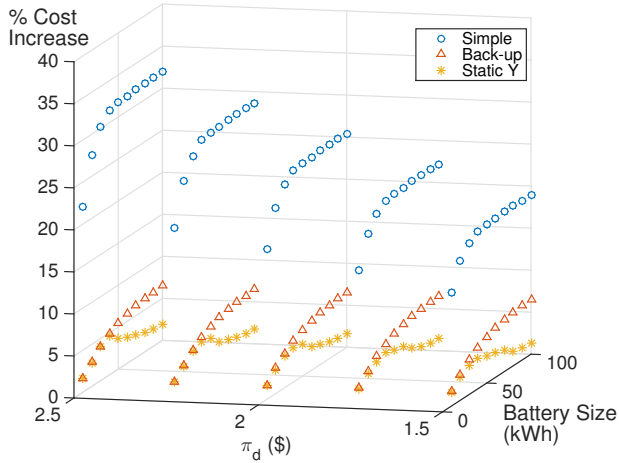 % Cost
Increase
40
35
30
25
20
15
10
5
0
2.5
2
1.5
π_d ($)
0
50
100
Battery Size
(kWh)
Simple
Back-up
Static Y